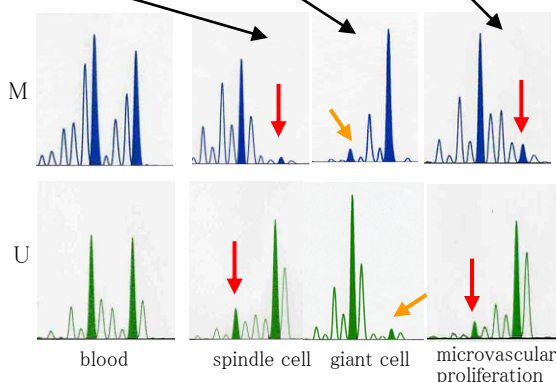 M
U
blood
spindle cell
giant cell
microvascular
proliferation